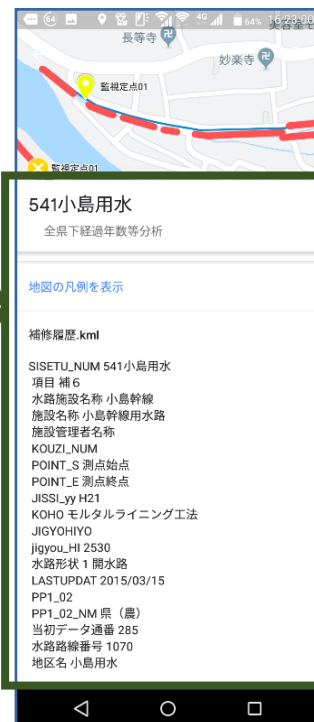 64
4G
64%
16:23:00
長等寺
妙楽寺
監視定点01
監視定点01
541小島用水
全県下経過年数等分析
地図の凡例を表示
補修履歴.kml
SISETU_NUM 541小島用水
項目 補６
水路施設名称 小島幹線
施設名称 小島幹線用水路
施設管理者名称
KOUZI_NUM
POINT_S 測点始点
POINT_E 測点終点
JISSI_yy H21
KOHO モルタルライニング工法
JIGYOHIYO
jigyou_HI 2530
水路形状 1 開水路
LASTUPDAT 2015/03/15
PP1_02
PP1_02_NM 県（農）
当初データ通番 285
水路路線番号 1070
地区名 小島用水